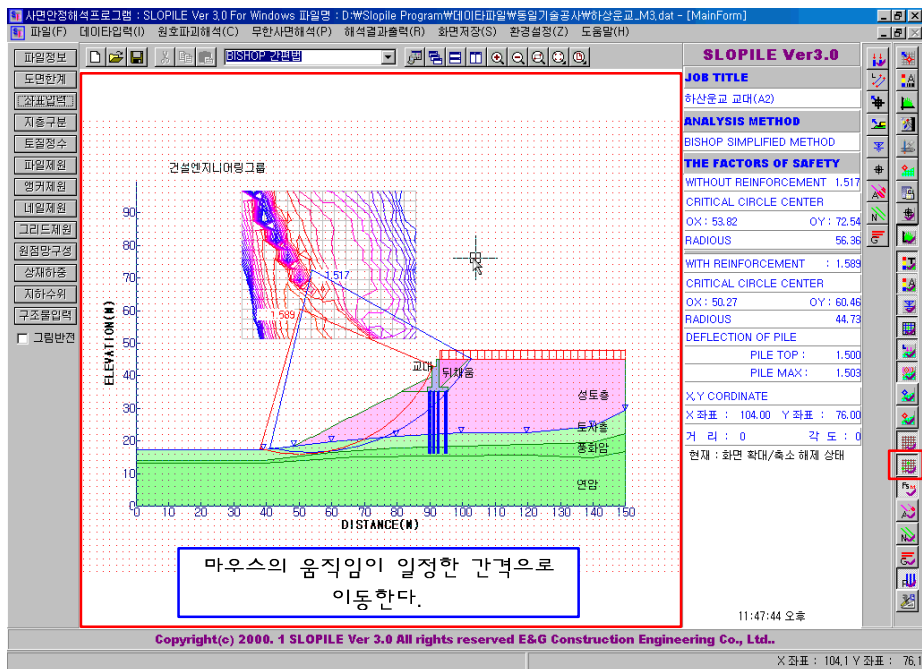 사면안정해석프로그램 : SLOPILE Ver 3.0 For Windows 파일명 : D:₩Slopile Program₩데이타파일₩동일기술공사₩하산운교_M3.dat - [MainForm]
파일(F) 데이타입력(I) 원호파괴해석(C) 무한사면해석(P) 해석결과출력(R) 화면저장(S) 환경설정(Z) 도움말(H)
BISHOP 간편법
파일정보
도면한계
좌표입력
지층구분
토질정수
파일제원
앵커제원
네일제원
그리드제원
원점망구성
상재하중
지하수위
구조물입력
그림반전
건설엔지니어링그룹
ELEVATION(M)
90
80
70
60
50
40
30
20
10
0
1.517
1.589
교대
뒤채움
성토층
토사층
풍화암
연암
0 10 20 30 40 50 60 70 80 90 100 110 120 130 140 150
DISTANCE(M)
마우스의 움직임이 일정한 간격으로
이동한다.
SLOPILE Ver3.0
JOB TITLE
하산운교 교대(A2)
ANALYSIS METHOD
BISHOP SIMPLIFIED METHOD
THE FACTORS OF SAFETY
WITHOUT REINFORCEMENT 1.517
CRITICAL CIRCLE CENTER
OX : 53.82 OY : 72.54
RADIOUS 56.36
WITH REINFORCEMENT : 1.589
CRITICAL CIRCLE CENTER
OX : 50.27 OY : 60.46
RADIOUS 44.73
DEFLECTION OF PILE
PILE TOP : 1.500
PILE MAX : 1.503
X,Y CORDINATE
X 좌표 : 104.00 Y 좌표 : 76.00
거 리 : 0 각 도 : 0
현재 : 화면 확대/축소 해제 상태
11:47:44 오후
Copyright(c) 2000. 1 SLOPILE Ver 3.0 All rights reserved E&G Construction Engineering Co., Ltd..
X 좌표 : 104.1 Y 좌표 : 76.1